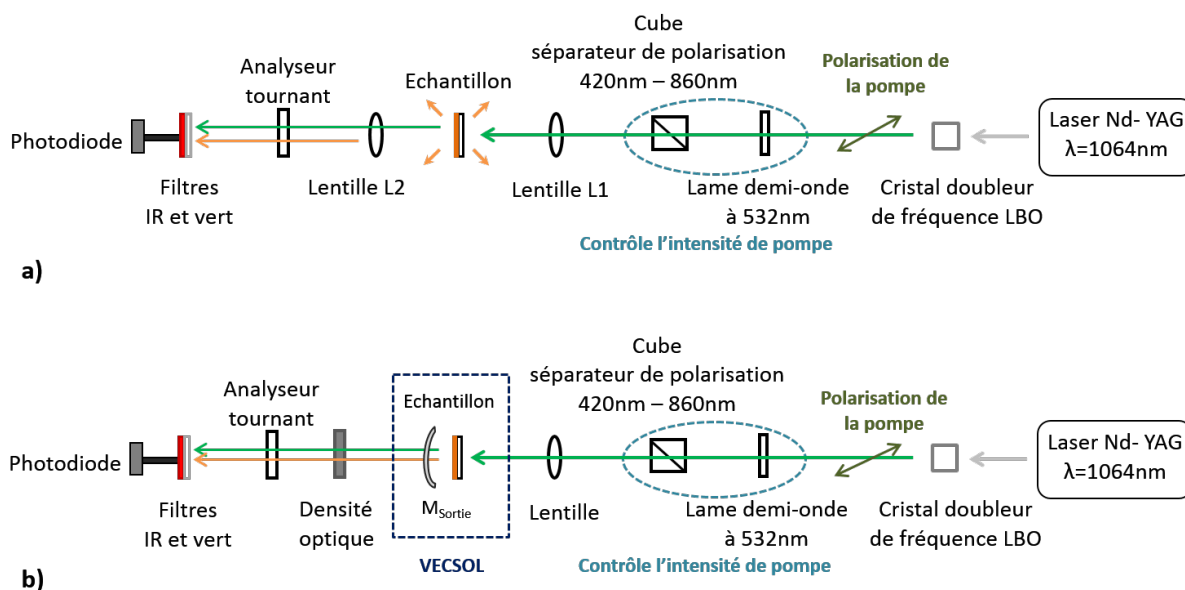 Cube
séparateur de polarisation
420nm – 860nm
Polarisation de
la pompe
Analyseur
tournant
Echantillon
Laser Nd- YAG
λ=1064nm
Photodiode
Filtres
IR et vert
Lentille L2
Lentille L1
Lame demi-onde
à 532nm
Cristal doubleur
de fréquence LBO
Contrôle l’intensité de pompe
a)
Cube
séparateur de polarisation
420nm – 860nm
Polarisation de
la pompe
Analyseur
tournant
Echantillon
Laser Nd- YAG
λ=1064nm
Photodiode
Filtres
IR et vert
Densité
optique
MSortie
Lentille
Lame demi-onde
à 532nm
Cristal doubleur
de fréquence LBO
VECSOL
Contrôle l’intensité de pompe
b)